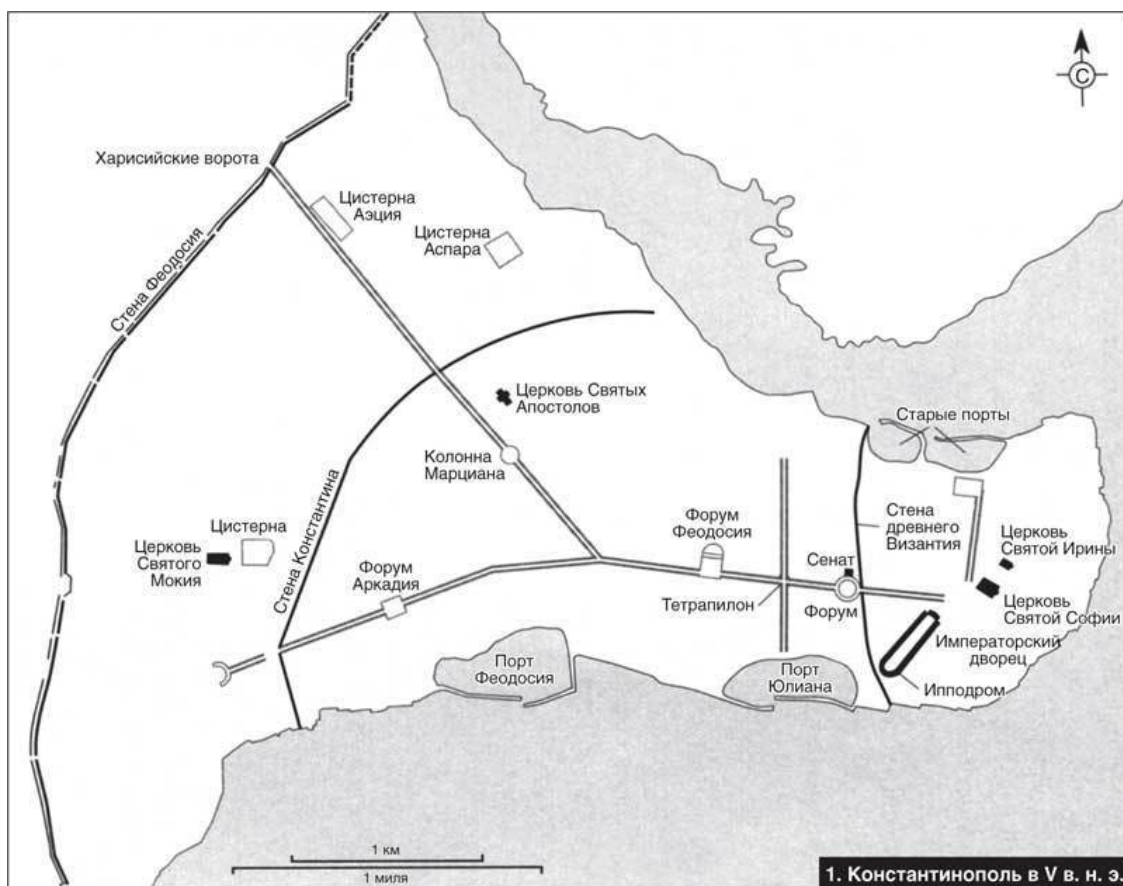 С
Харисийские ворота
Цистерна
Аэция
Цистерна
Аспара
Стена Феодосия
Церковь Святых
Апостолов
Старые порты
Колонна
Марциана
Стена Константина
Цистерна
Церковь
Святого
Мокия
Форум
Аркадия
Форум
Феодосия
Стена
древнего
Византия
Церковь
Святой Ирины
Сенат
Тетрапилон
Форум
Церковь
Святой Софии
Императорский
дворец
Ипподром
Порт
Феодосия
Порт
Юлиана
1 км
1 миля
1. Константинополь в V в. н. э.